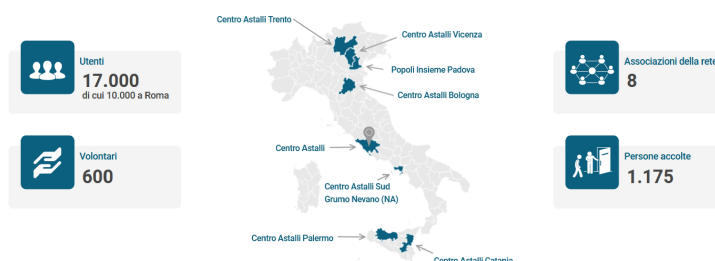 Centro Astalli Trento
Centro Astalli Vicenza
Utenti
17.000
di cui 10.000 a Roma
Popoli Insieme Padova
Centro Astalli Bologna
Associazioni della rete
8
Volontari
600
Centro Astalli
Centro Astalli Sud
Grumo Nevano (NA)
Persone accolte
1.175
Centro Astalli Palermo
Centro Astalli Catania